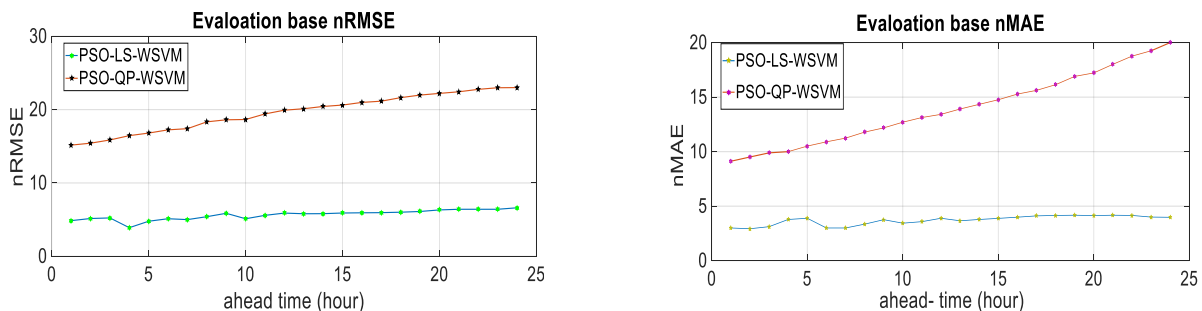 Evaloation base nRMSE
30
20
10
0
nRMSE
PSO-LS-WSVM
PSO-QP-WSVM
0 5 10 15 20 25
ahead time (hour)
Evaluation base nMAE
20
15
10
5
0
nMAE
PSO-LS-WSVM
PSO-QP-WSVM
0 5 10 15 20 25
ahead- time (hour)